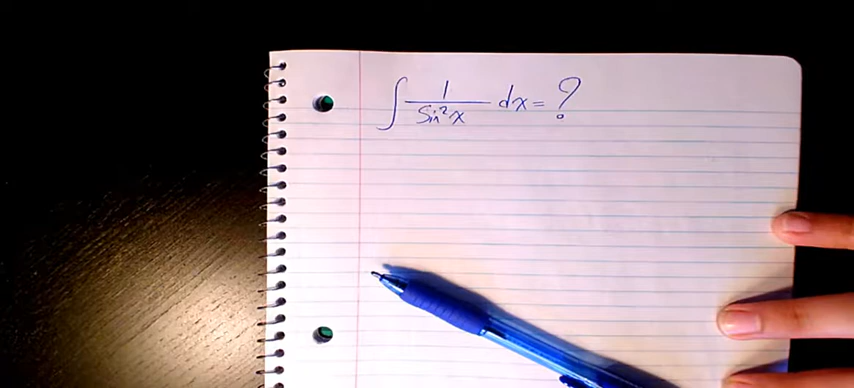 ∫ 1/Sin²x dx = ?